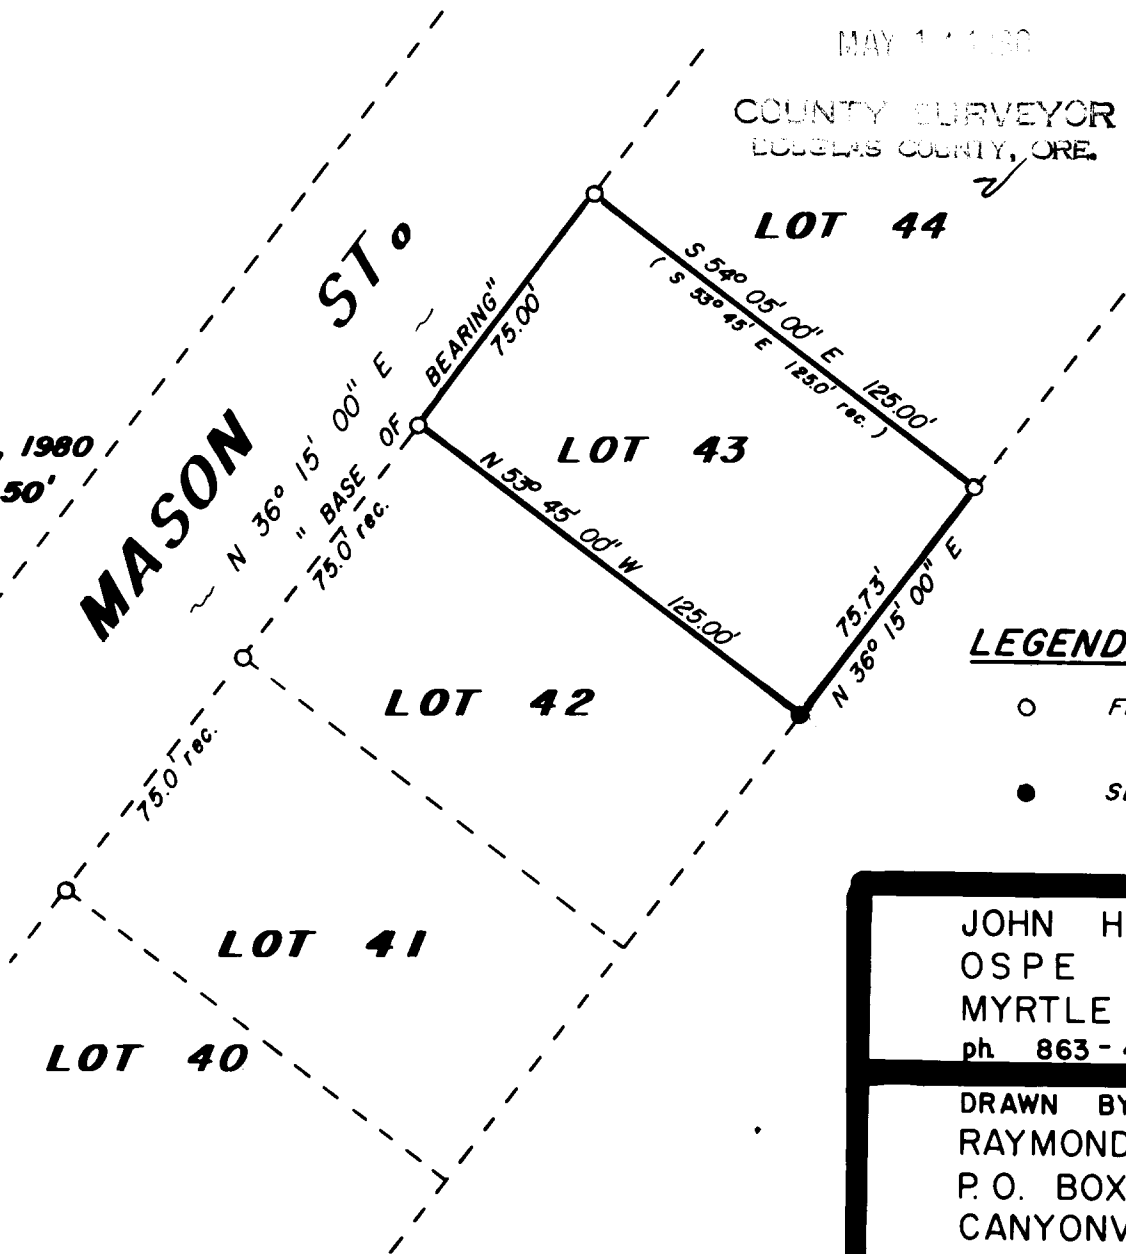 COUNTY SURVEYOR
DOUGLAS COUNTY, ORE.
LOT 44
S 54° 05' 00" E 125.00'
( S 53° 45' E 125.0' rec. )
MASON ST.
~ N 36° 15' 00" E ~
" BASE OF BEARING"
75.00'
, 1980
50'
LOT 43
75.0' rec.
N 53° 45' 00" W 125.00'
75.73'
N 36° 15' 00" E
LEGEND
LOT 42
75.0' rec.
LOT 41
LOT 40
JOHN H
OSPE
MYRTLE
ph. 863-
DRAWN BY
RAYMOND
P.O. BOX
CANYONV